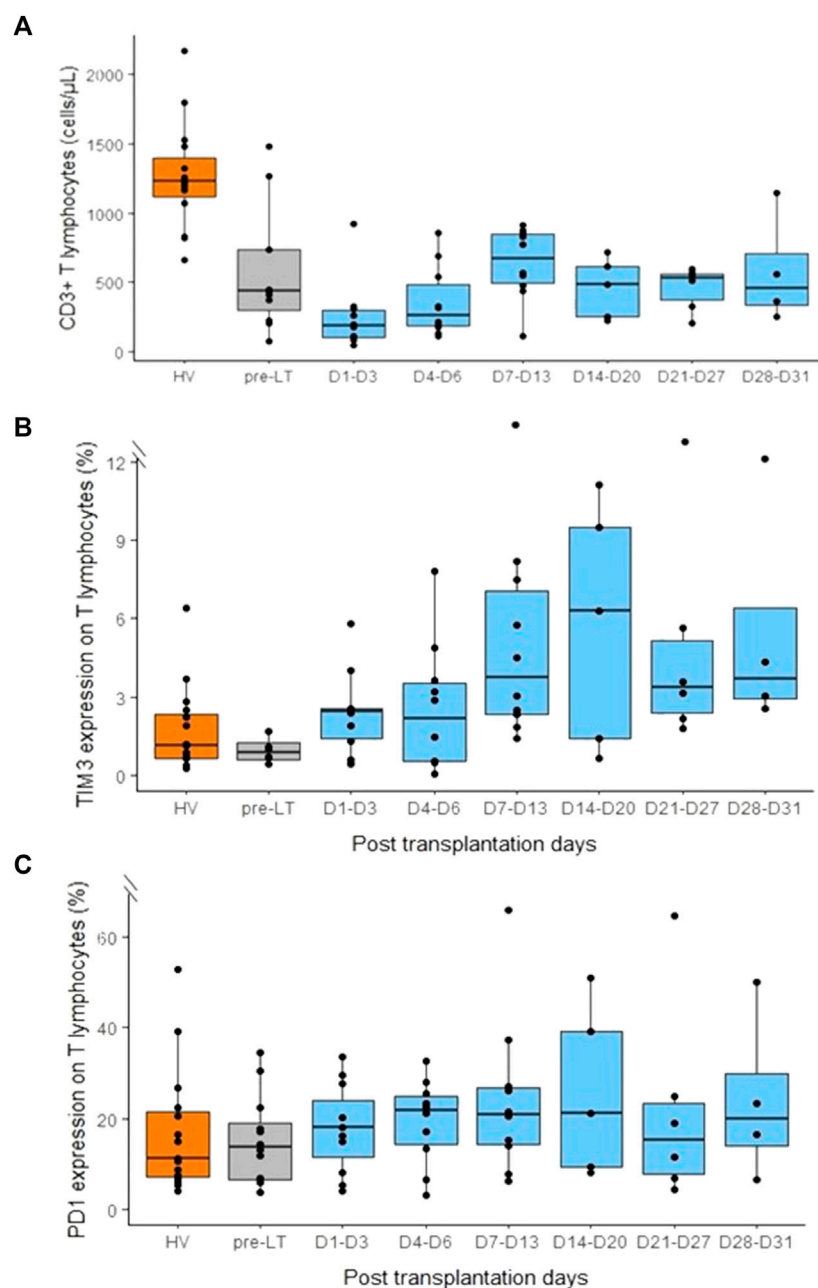 A
CD3+ T lymphocytes (cells/µL)
2000
1500
1000
500
0
HV pre-LT D1-D3 D4-D6 D7-D13 D14-D20 D21-D27 D28-D31
B
TIM3 expression on T lymphocytes (%)
12
9
6
3
0
HV pre-LT D1-D3 D4-D6 D7-D13 D14-D20 D21-D27 D28-D31
Post transplantation days
C
PD1 expression on T lymphocytes (%)
60
40
20
0
HV pre-LT D1-D3 D4-D6 D7-D13 D14-D20 D21-D27 D28-D31
Post transplantation days